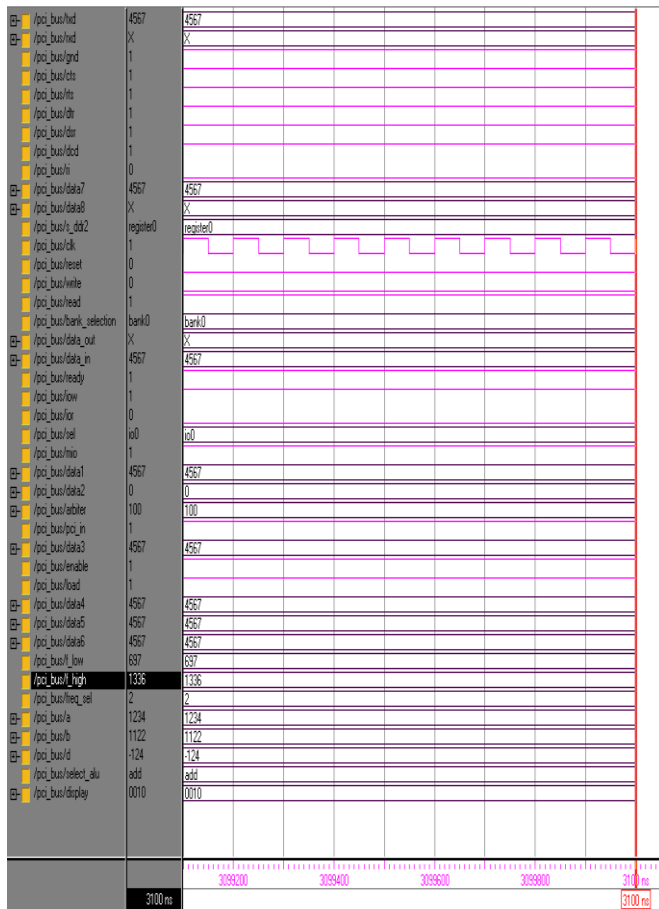 /pci_bus/txd 4567 4567
/pci_bus/rxd X X
/pci_bus/gnd 1
/pci_bus/cts 1
/pci_bus/rts 1
/pci_bus/dtr 1
/pci_bus/dsr 1
/pci_bus/dcd 1
/pci_bus/ri 0
/pci_bus/data7 4567 4567
/pci_bus/data8 X X
/pci_bus/s_ddr2 register0 register0
/pci_bus/clk 1
/pci_bus/reset 0
/pci_bus/write 0
/pci_bus/read 1
/pci_bus/bank_selection bank0 bank0
/pci_bus/data_out X X
/pci_bus/data_in 4567 4567
/pci_bus/ready 1
/pci_bus/iow 1
/pci_bus/ior 0
/pci_bus/sel io0 io0
/pci_bus/mio 1
/pci_bus/data1 4567 4567
/pci_bus/data2 0 0
/pci_bus/arbiter 100 100
/pci_bus/pci_in 1
/pci_bus/data3 4567 4567
/pci_bus/enable 1
/pci_bus/load 1
/pci_bus/data4 4567 4567
/pci_bus/data5 4567 4567
/pci_bus/data6 4567 4567
/pci_bus/f_low 697 697
/pci_bus/f_high 1336 1336
/pci_bus/freq_sel 2 2
/pci_bus/a 1234 1234
/pci_bus/b 1122 1122
/pci_bus/d -124 -124
/pci_bus/select_alu add add
/pci_bus/display 0010 0010
3099200 3099400 3099600 3099800 3100 ns
3100 ns 3100 ns